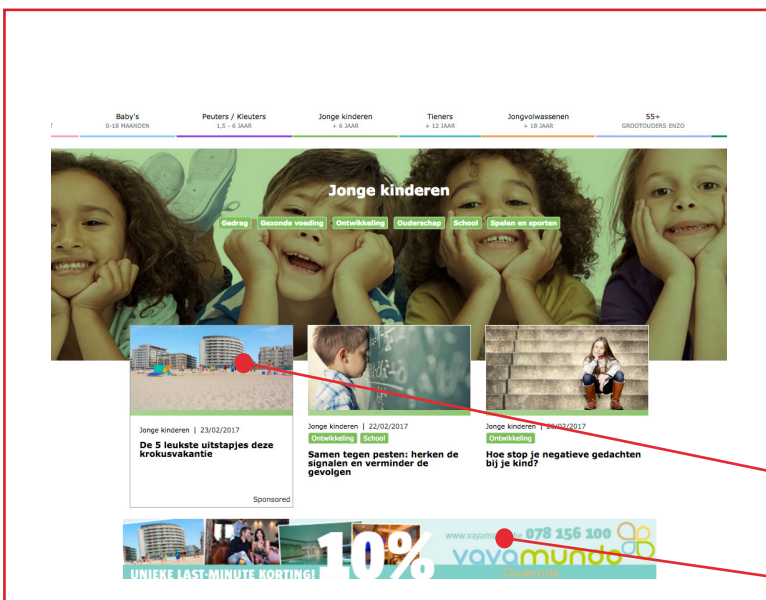 Baby's
0-18 MAANDEN
Peuters / Kleuters
1,5 - 6 JAAR
Jonge kinderen
+ 6 JAAR
Tieners
+ 12 JAAR
Jongvolwassenen
+ 18 JAAR
55+
GROOTOUDERS ENZO
Jonge kinderen
Gedrag
Gezonde voeding
Ontwikkeling
Ouderschap
School
Spelen en sporten
Jonge kinderen | 23/02/2017
De 5 leukste uitstapjes deze
krokusvakantie
Sponsored
Jonge kinderen | 22/02/2017
Ontwikkeling School
Samen tegen pesten: herken de
signalen en verminder de
gevolgen
Jonge kinderen |
Ontwikkeling
Hoe stop je negatieve gedachten
bij je kind?
UNIEKE LAST-MINUTE KORTING!
10%
078 156 100
vayamundo
Oostende